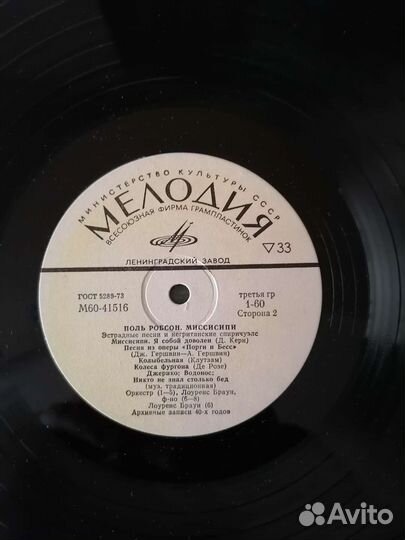 МИНИСТЕРСТВО КУЛЬТУРЫ СССР
МЕЛОДИЯ
ВСЕСОЮЗНАЯ ФИРМА ГРАМПЛАСТИНОК
▽33
ЛЕНИНГРАДСКИЙ ЗАВОД
ГОСТ 5289-73
М60-41516
третья гр
1-60
Сторона 2
ПОЛЬ РОБСОН. МИССИСИПИ
Эстрадные песни и негритянские спиричуэлс
Миссисипи. Я собой доволен (Д. Керн)
Песня из оперы «Порги и Бесс»
(Дж. Гершвин—А. Гершвин)
Колыбельная (Клутзам)
Колеса фургона (Де Розе)
Джерико; Водонос;
Никто не знал столько бед
(муз. традиционная)
Оркестр (1—5), Лоуренс Браун,
ф-но (6—8)
Лоуренс Браун (6)
Архивные записи 40-х годов
Avito